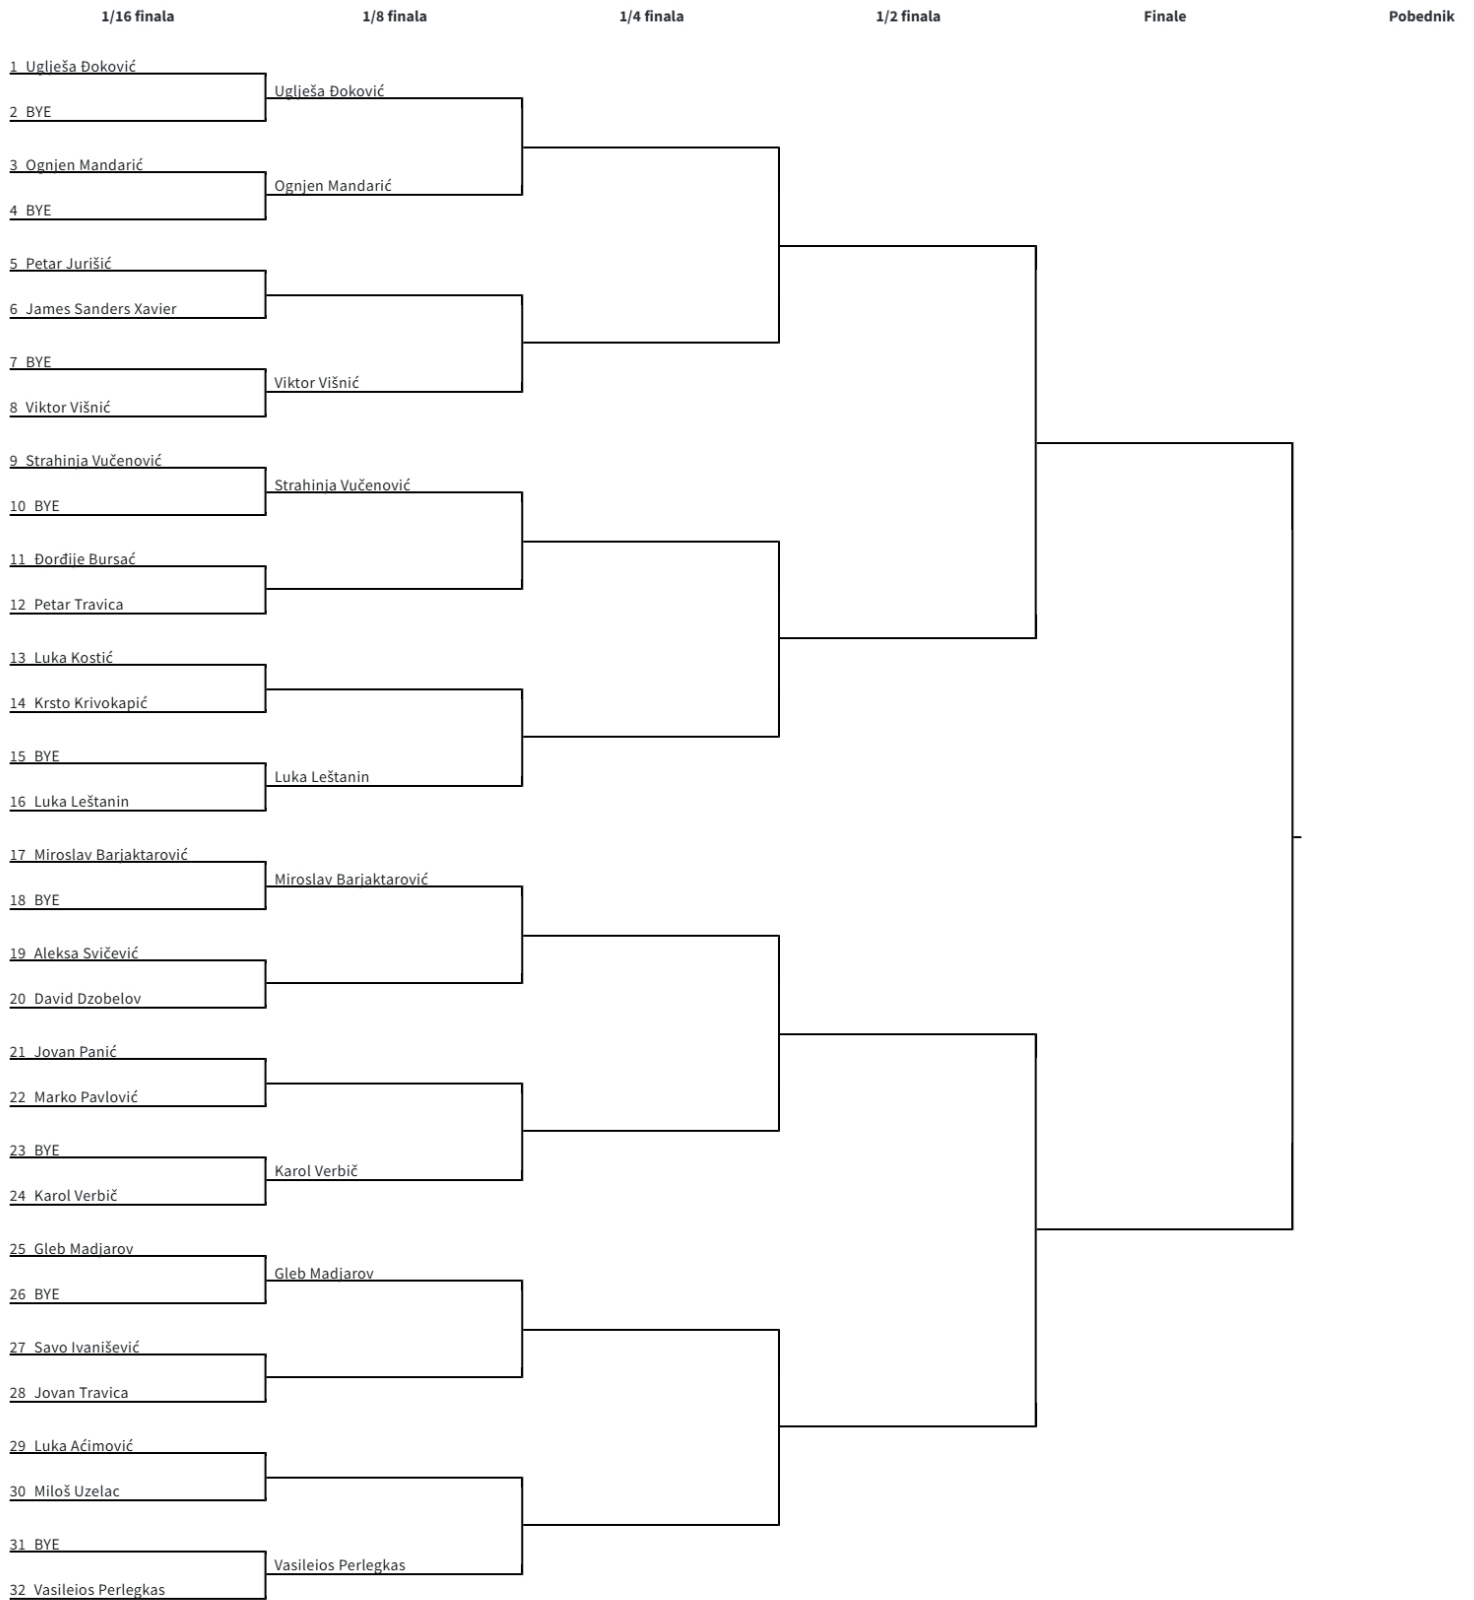 1/16 finala
1/8 finala
1/4 finala
1/2 finala
Finale
Pobednik
1 Uglješa Đoković
Uglješa Đoković
2 BYE
3 Ognjen Mandarić
Ognjen Mandarić
4 BYE
5 Petar Jurišić
6 James Sanders Xavier
7 BYE
Viktor Višnić
8 Viktor Višnić
9 Strahinja Vučenović
Strahinja Vučenović
10 BYE
11 Đorđije Bursać
12 Petar Travica
13 Luka Kostić
14 Krsto Krivokapić
15 BYE
Luka Leštanin
16 Luka Leštanin
17 Miroslav Barjaktarović
Miroslav Barjaktarović
18 BYE
19 Aleksa Svičević
20 David Dzobelov
21 Jovan Panić
22 Marko Pavlović
23 BYE
Karol Verbič
24 Karol Verbič
25 Gleb Madjarov
Gleb Madjarov
26 BYE
27 Savo Ivanišević
28 Jovan Travica
29 Luka Aćimović
30 Miloš Uzelac
31 BYE
Vasileios Perlegkas
32 Vasileios Perlegkas